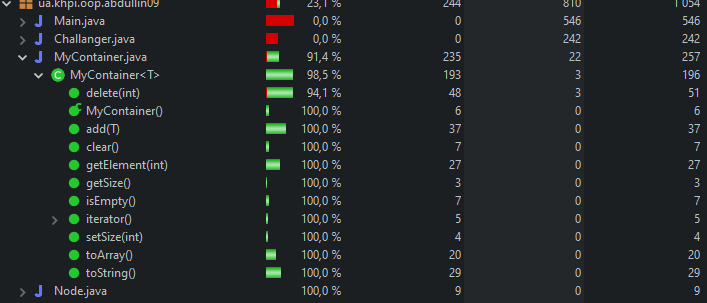 ua.khpi.oop.abdullin09 23,1 % 244 810 1 054
Main.java 0,0 % 0 546 546
Challanger.java 0,0 % 0 242 242
MyContainer.java 91,4 % 235 22 257
MyContainer<T> 98,5 % 193 3 196
delete(int) 94,1 % 48 3 51
MyContainer() 100,0 % 6 0 6
add(T) 100,0 % 37 0 37
clear() 100,0 % 7 0 7
getElement(int) 100,0 % 27 0 27
getSize() 100,0 % 3 0 3
isEmpty() 100,0 % 7 0 7
iterator() 100,0 % 5 0 5
setSize(int) 100,0 % 4 0 4
toArray() 100,0 % 20 0 20
toString() 100,0 % 29 0 29
Node.java 100,0 % 9 0 9